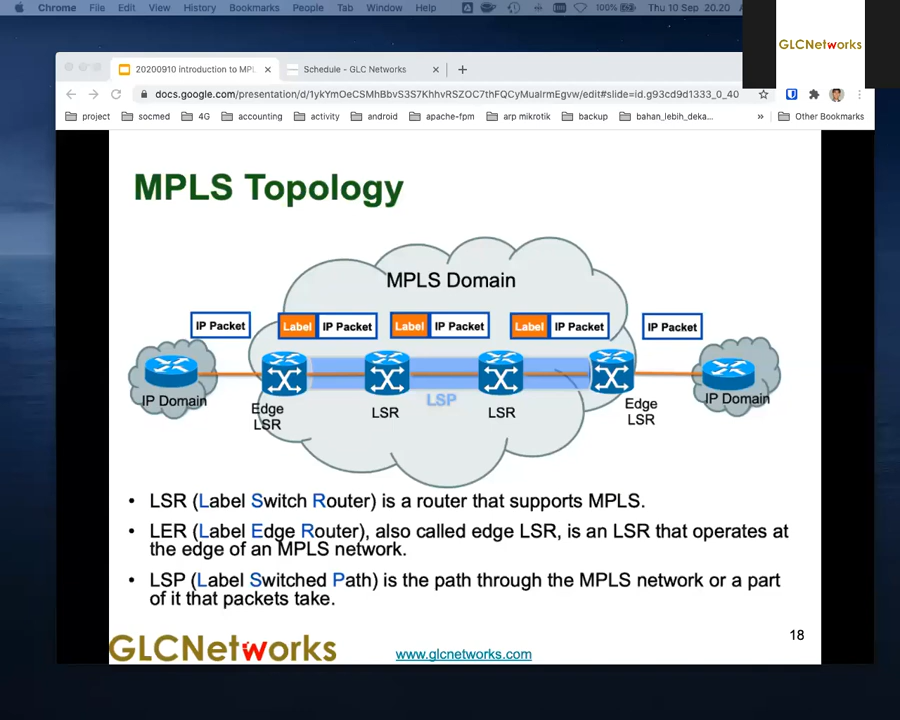 Chrome File Edit View History Bookmarks People Tab Window Help 100% Thu 10 Sep 20.20
GLCNetworks
20200910 introduction to MPL × Schedule - GLC Networks × +
docs.google.com/presentation/d/1ykYmOeCSMhBbvS3S7KhhvRSZOC7thFQCyMuaIrmEgvw/edit#slide=id.g93cd9d1333_0_40
project socmed 4G accounting activity android apache-fpm arp mikrotik backup bahan_lebih_deka... » Other Bookmarks
MPLS Topology
MPLS Domain
IP Packet Label IP Packet Label IP Packet Label IP Packet IP Packet
IP Domain Edge LSR LSR LSP LSR Edge LSR IP Domain
• LSR (Label Switch Router) is a router that supports MPLS.
• LER (Label Edge Router), also called edge LSR, is an LSR that operates at
the edge of an MPLS network.
• LSP (Label Switched Path) is the path through the MPLS network or a part
of it that packets take.
18
GLCNetworks
www.glcnetworks.com